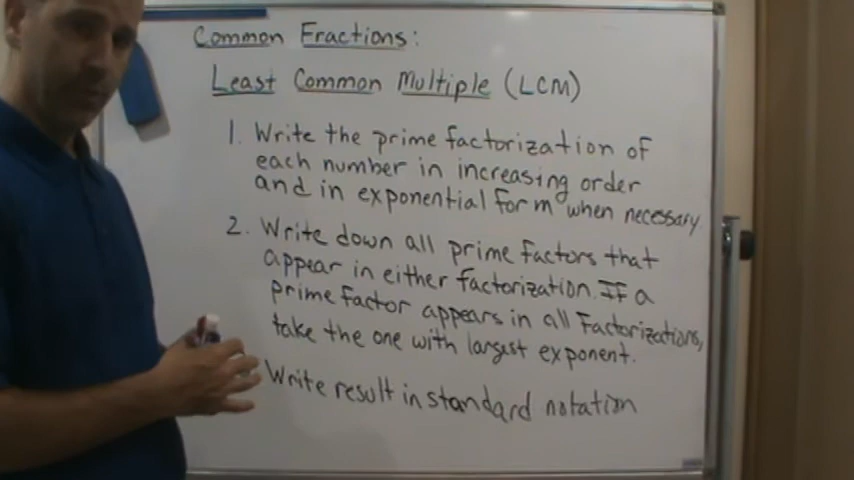 Common Fractions:
Least Common Multiple (LCM)
1. Write the prime factorization of
each number in increasing order
and in exponential form when necessary
2. Write down all prime factors that
appear in either factorization. If a
prime factor appears in all Factorizations,
take the one with largest exponent.
Write result in standard notation